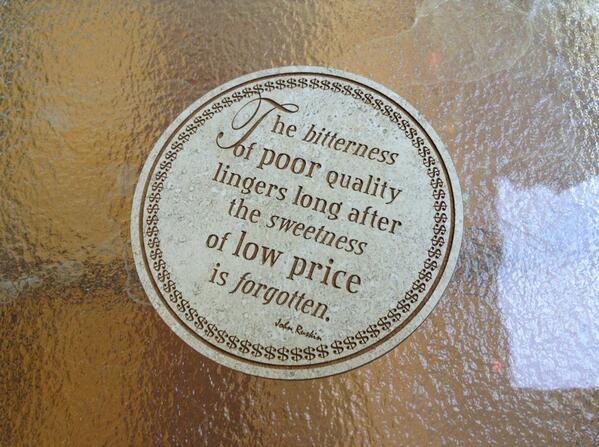 The bitterness
of poor quality
lingers long after
the sweetness
of low price
is forgotten.
John Ruskin